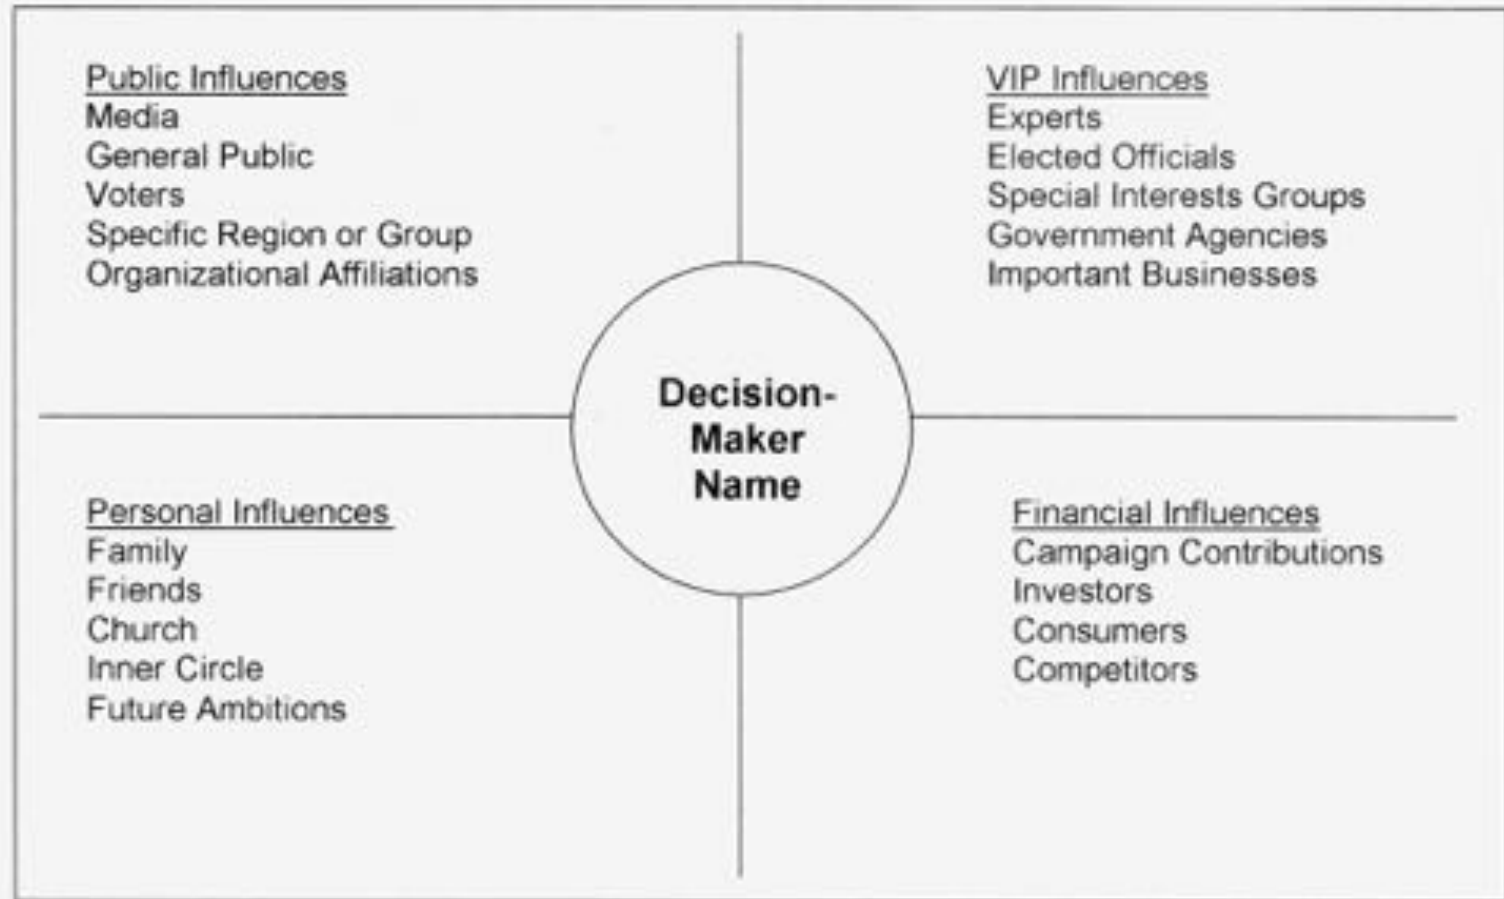 Public Influences
Media
General Public
Voters
Specific Region or Group
Organizational Affiliations
VIP Influences
Experts
Elected Officials
Special Interests Groups
Government Agencies
Important Businesses
Decision-
Maker
Name
Personal Influences
Family
Friends
Church
Inner Circle
Future Ambitions
Financial Influences
Campaign Contributions
Investors
Consumers
Competitors